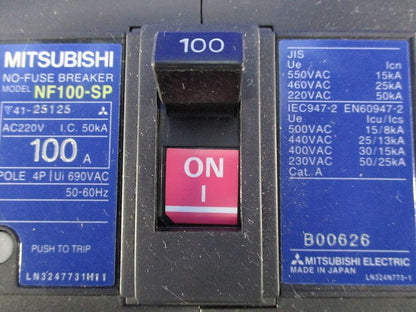 MITSUBISHI
NO-FUSE BREAKER
MODEL NF100-SP
41-25125
AC220V I.C. 50kA
100 A
POLE 4P Ui 690VAC
50-60Hz
PUSH TO TRIP
LN3247731H11
100
ON
I
JIS
Ue Icn
550VAC 15kA
460VAC 25kA
220VAC 50kA
IEC947-2 EN60947-2
Ue Icu/Ics
500VAC 15/8kA
440VAC 25/13kA
400VAC 30/15kA
230VAC 50/25kA
Cat. A
B00626
MITSUBISHI ELECTRIC
MADE IN JAPAN
LN324N773-1